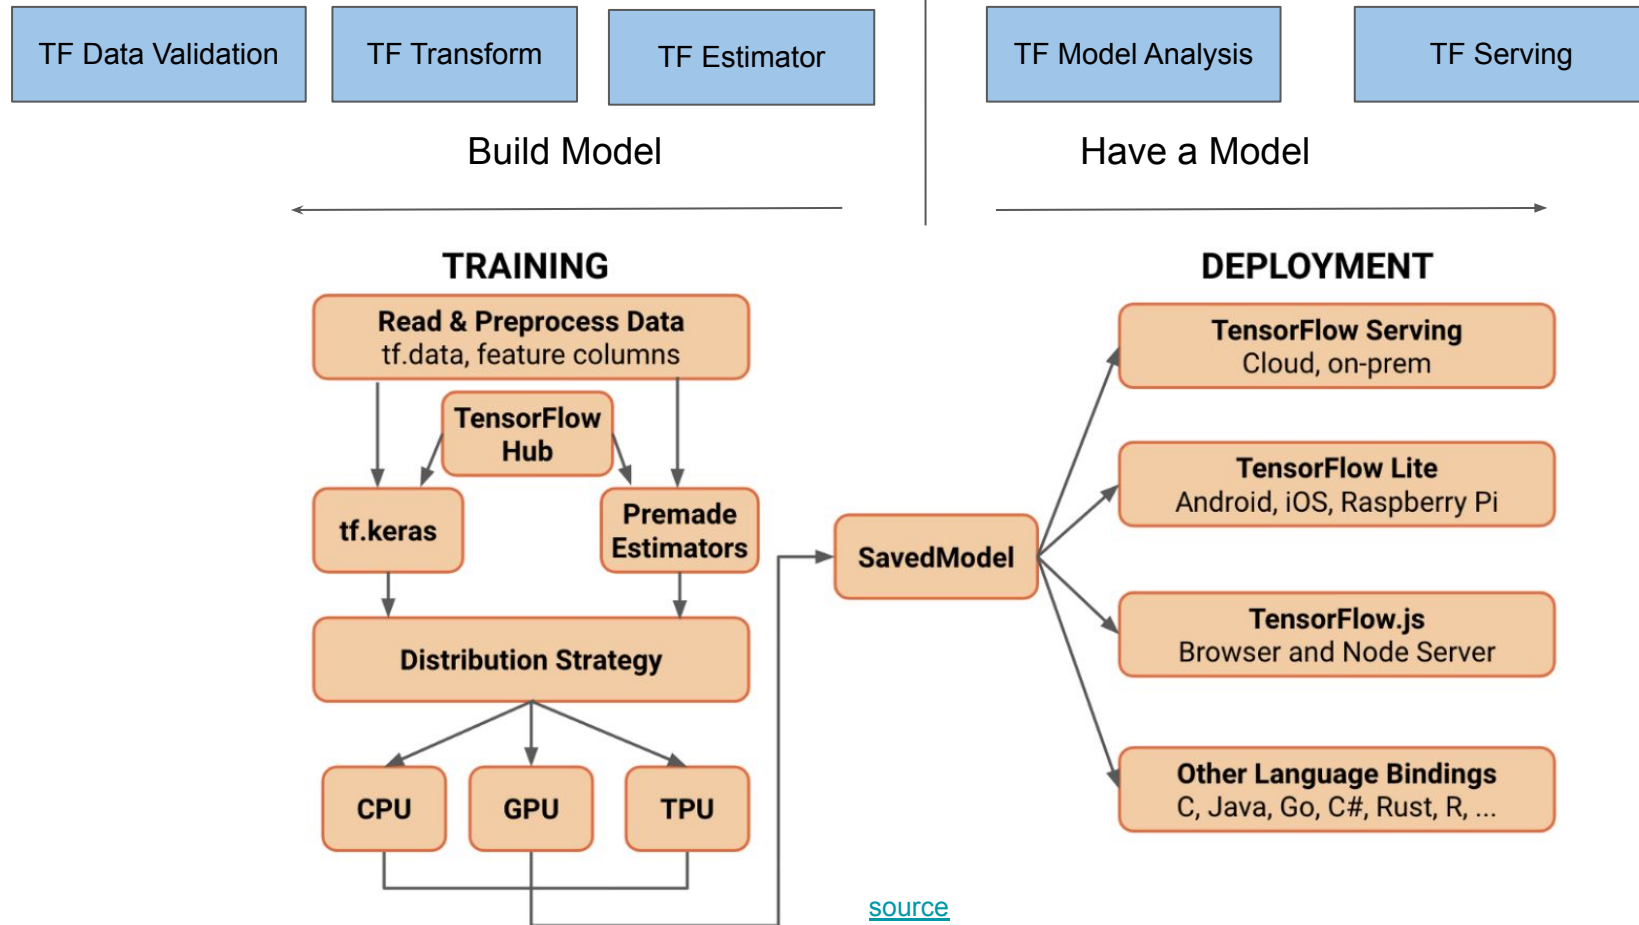 TF Data Validation
TF Transform
TF Estimator
TF Model Analysis
TF Serving
Build Model
Have a Model
TRAINING
Read & Preprocess Data
tf.data, feature columns
TensorFlow
Hub
tf.keras
Premade
Estimators
Distribution Strategy
CPU
GPU
TPU
SavedModel
DEPLOYMENT
TensorFlow Serving
Cloud, on-prem
TensorFlow Lite
Android, iOS, Raspberry Pi
TensorFlow.js
Browser and Node Server
Other Language Bindings
C, Java, Go, C#, Rust, R, ...
source